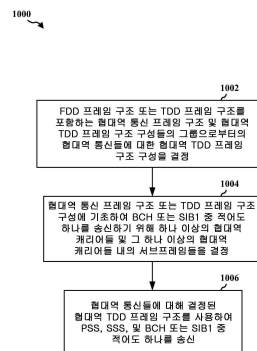 1000
1002
FDD 프레임 구조 또는 TDD 프레임 구조를
포함하는 협대역 통신 프레임 구조 및 협대역
TDD 프레임 구조 구성들의 그룹으로부터의
협대역 통신들에 대한 협대역 TDD 프레임
구조 구성을 결정
1004
협대역 통신 프레임 구조 또는 TDD 프레임 구조
구성에 기초하여 BCH 또는 SIB1 중 적어도
하나를 송신하기 위해 하나 이상의 협대역
캐리어들 및 그 하나 이상의 협대역
캐리어들 내의 서브프레임들을 결정
1006
협대역 통신들에 대해 결정된
협대역 TDD 프레임 구조를 사용하여
PSS, SSS, 및 BCH 또는 SIB1 중
적어도 하나를 송신